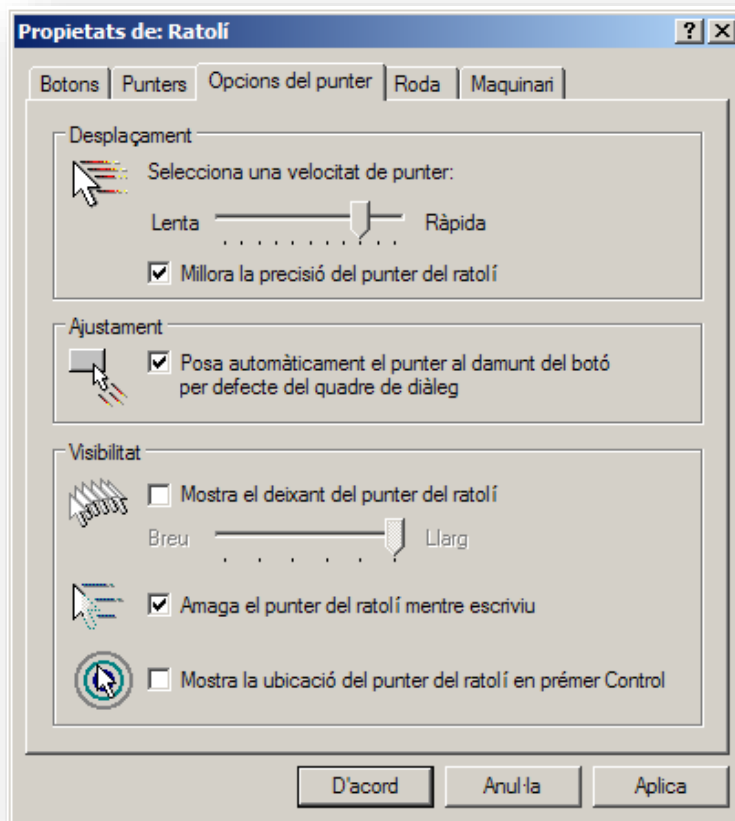 Propietats de: Ratolí
Botons Punters Opcions del punter Roda Maquinari
Desplaçament
Selecciona una velocitat de punter:
Lenta Ràpida
Millora la precisió del punter del ratolí
Ajustament
Posa automàticament el punter al damunt del botó
per defecte del quadre de diàleg
Visibilitat
Mostra el deixant del punter del ratolí
Breu Llarg
Amaga el punter del ratolí mentre escriviu
Mostra la ubicació del punter del ratolí en prémer Control
D'acord Anul·la Aplica